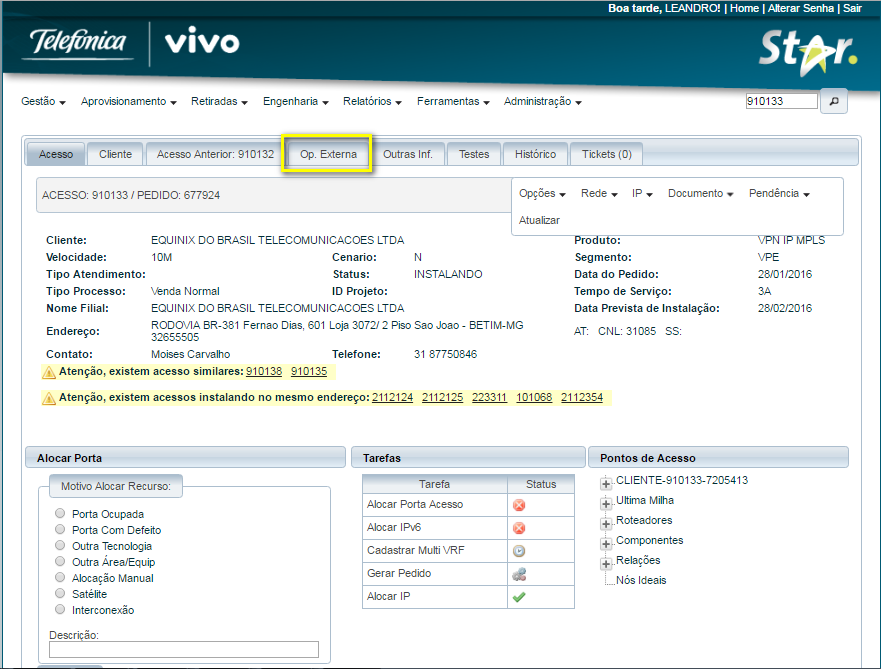 Boa tarde, LEANDRO! | Home | Alterar Senha | Sair
Telefónica vivo Star.
Gestão Aprovisionamento Retiradas Engenharia Relatórios Ferramentas Administração 910133
Acesso Cliente Acesso Anterior: 910132 Op. Externa Outras Inf. Testes Histórico Tickets (0)
ACESSO: 910133 / PEDIDO: 677924
Opções Rede IP Documento Pendência
Atualizar
Cliente: EQUINIX DO BRASIL TELECOMUNICACOES LTDA Produto: VPN IP MPLS
Velocidade: 10M Cenario: N Segmento: VPE
Tipo Atendimento: Status: INSTALANDO Data do Pedido: 28/01/2016
Tipo Processo: Venda Normal ID Projeto: Tempo de Serviço: 3A
Nome Filial: EQUINIX DO BRASIL TELECOMUNICACOES LTDA Data Prevista de Instalação: 28/02/2016
Endereço: RODOVIA BR-381 Fernao Dias, 601 Loja 3072/ 2 Piso Sao Joao - BETIM-MG
32655505
AT: CNL: 31085 SS:
Contato: Moises Carvalho Telefone: 31 87750846
Atenção, existem acesso similares: 910138 910135
Atenção, existem acessos instalando no mesmo endereço: 2112124 2112125 223311 101068 2112354
Alocar Porta
Motivo Alocar Recurso:
Porta Ocupada
Porta Com Defeito
Outra Tecnologia
Outra Área/Equip
Alocação Manual
Satélite
Interconexão
Descrição:
Tarefas
Tarefa Status
Alocar Porta Acesso
Alocar IPv6
Cadastrar Multi VRF
Gerar Pedido
Alocar IP
Pontos de Acesso
CLIENTE-910133-7205413
Ultima Milha
Roteadores
Componentes
Relações
Nós Ideais